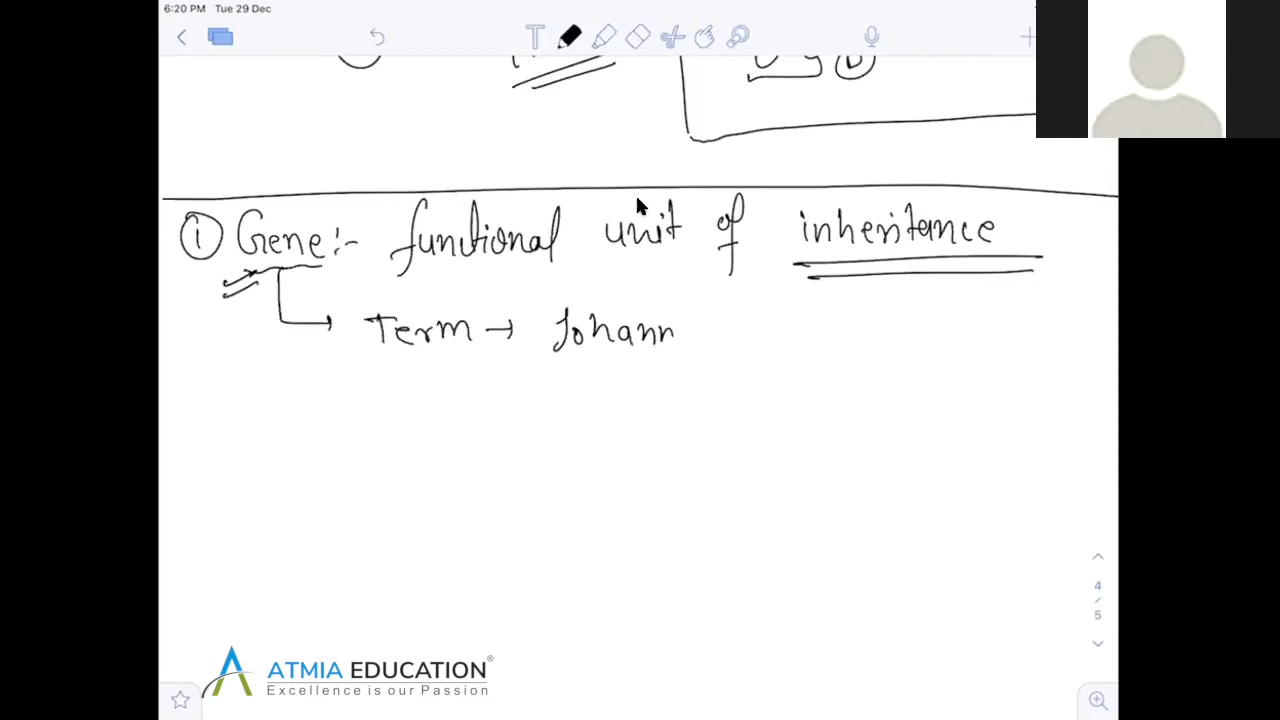 6:20 PM Tue 29 Dec
① Gene:- functional unit of inheritance
Term → Johann
4
/
5
ATMIA EDUCATION®
Excellence is our Passion